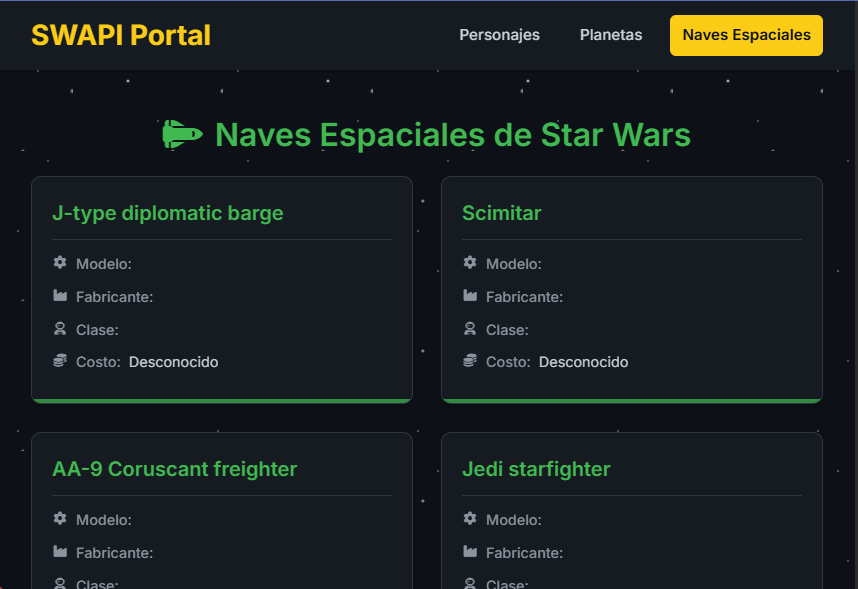 SWAPI Portal
Personajes
Planetas
Naves Espaciales
Naves Espaciales de Star Wars
J-type diplomatic barge
Modelo:
Fabricante:
Clase:
Costo: Desconocido
Scimitar
Modelo:
Fabricante:
Clase:
Costo: Desconocido
AA-9 Coruscant freighter
Modelo:
Fabricante:
Clase:
Jedi starfighter
Modelo:
Fabricante:
Clase: